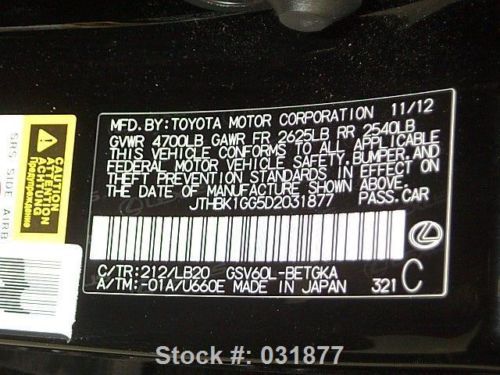 MFD. BY: TOYOTA MOTOR CORPORATION 11/12
GVWR 4700LB GAWR FR 2625LB RR 2540LB
THIS VEHICLE CONFORMS TO ALL APPLICABLE
FEDERAL MOTOR VEHICLE SAFETY, BUMPER, AND
THEFT PREVENTION STANDARDS IN EFFECT
ON THE DATE OF MANUFACTURE SHOWN ABOVE.
JTHBK1GG5D2031877 PASS. CAR
C/TR: 212/LB20 GSV60L-BETGKA
A/TM: -01A/U660E MADE IN JAPAN 321 C
SRS SIDE AIRB
Stock #: 031877